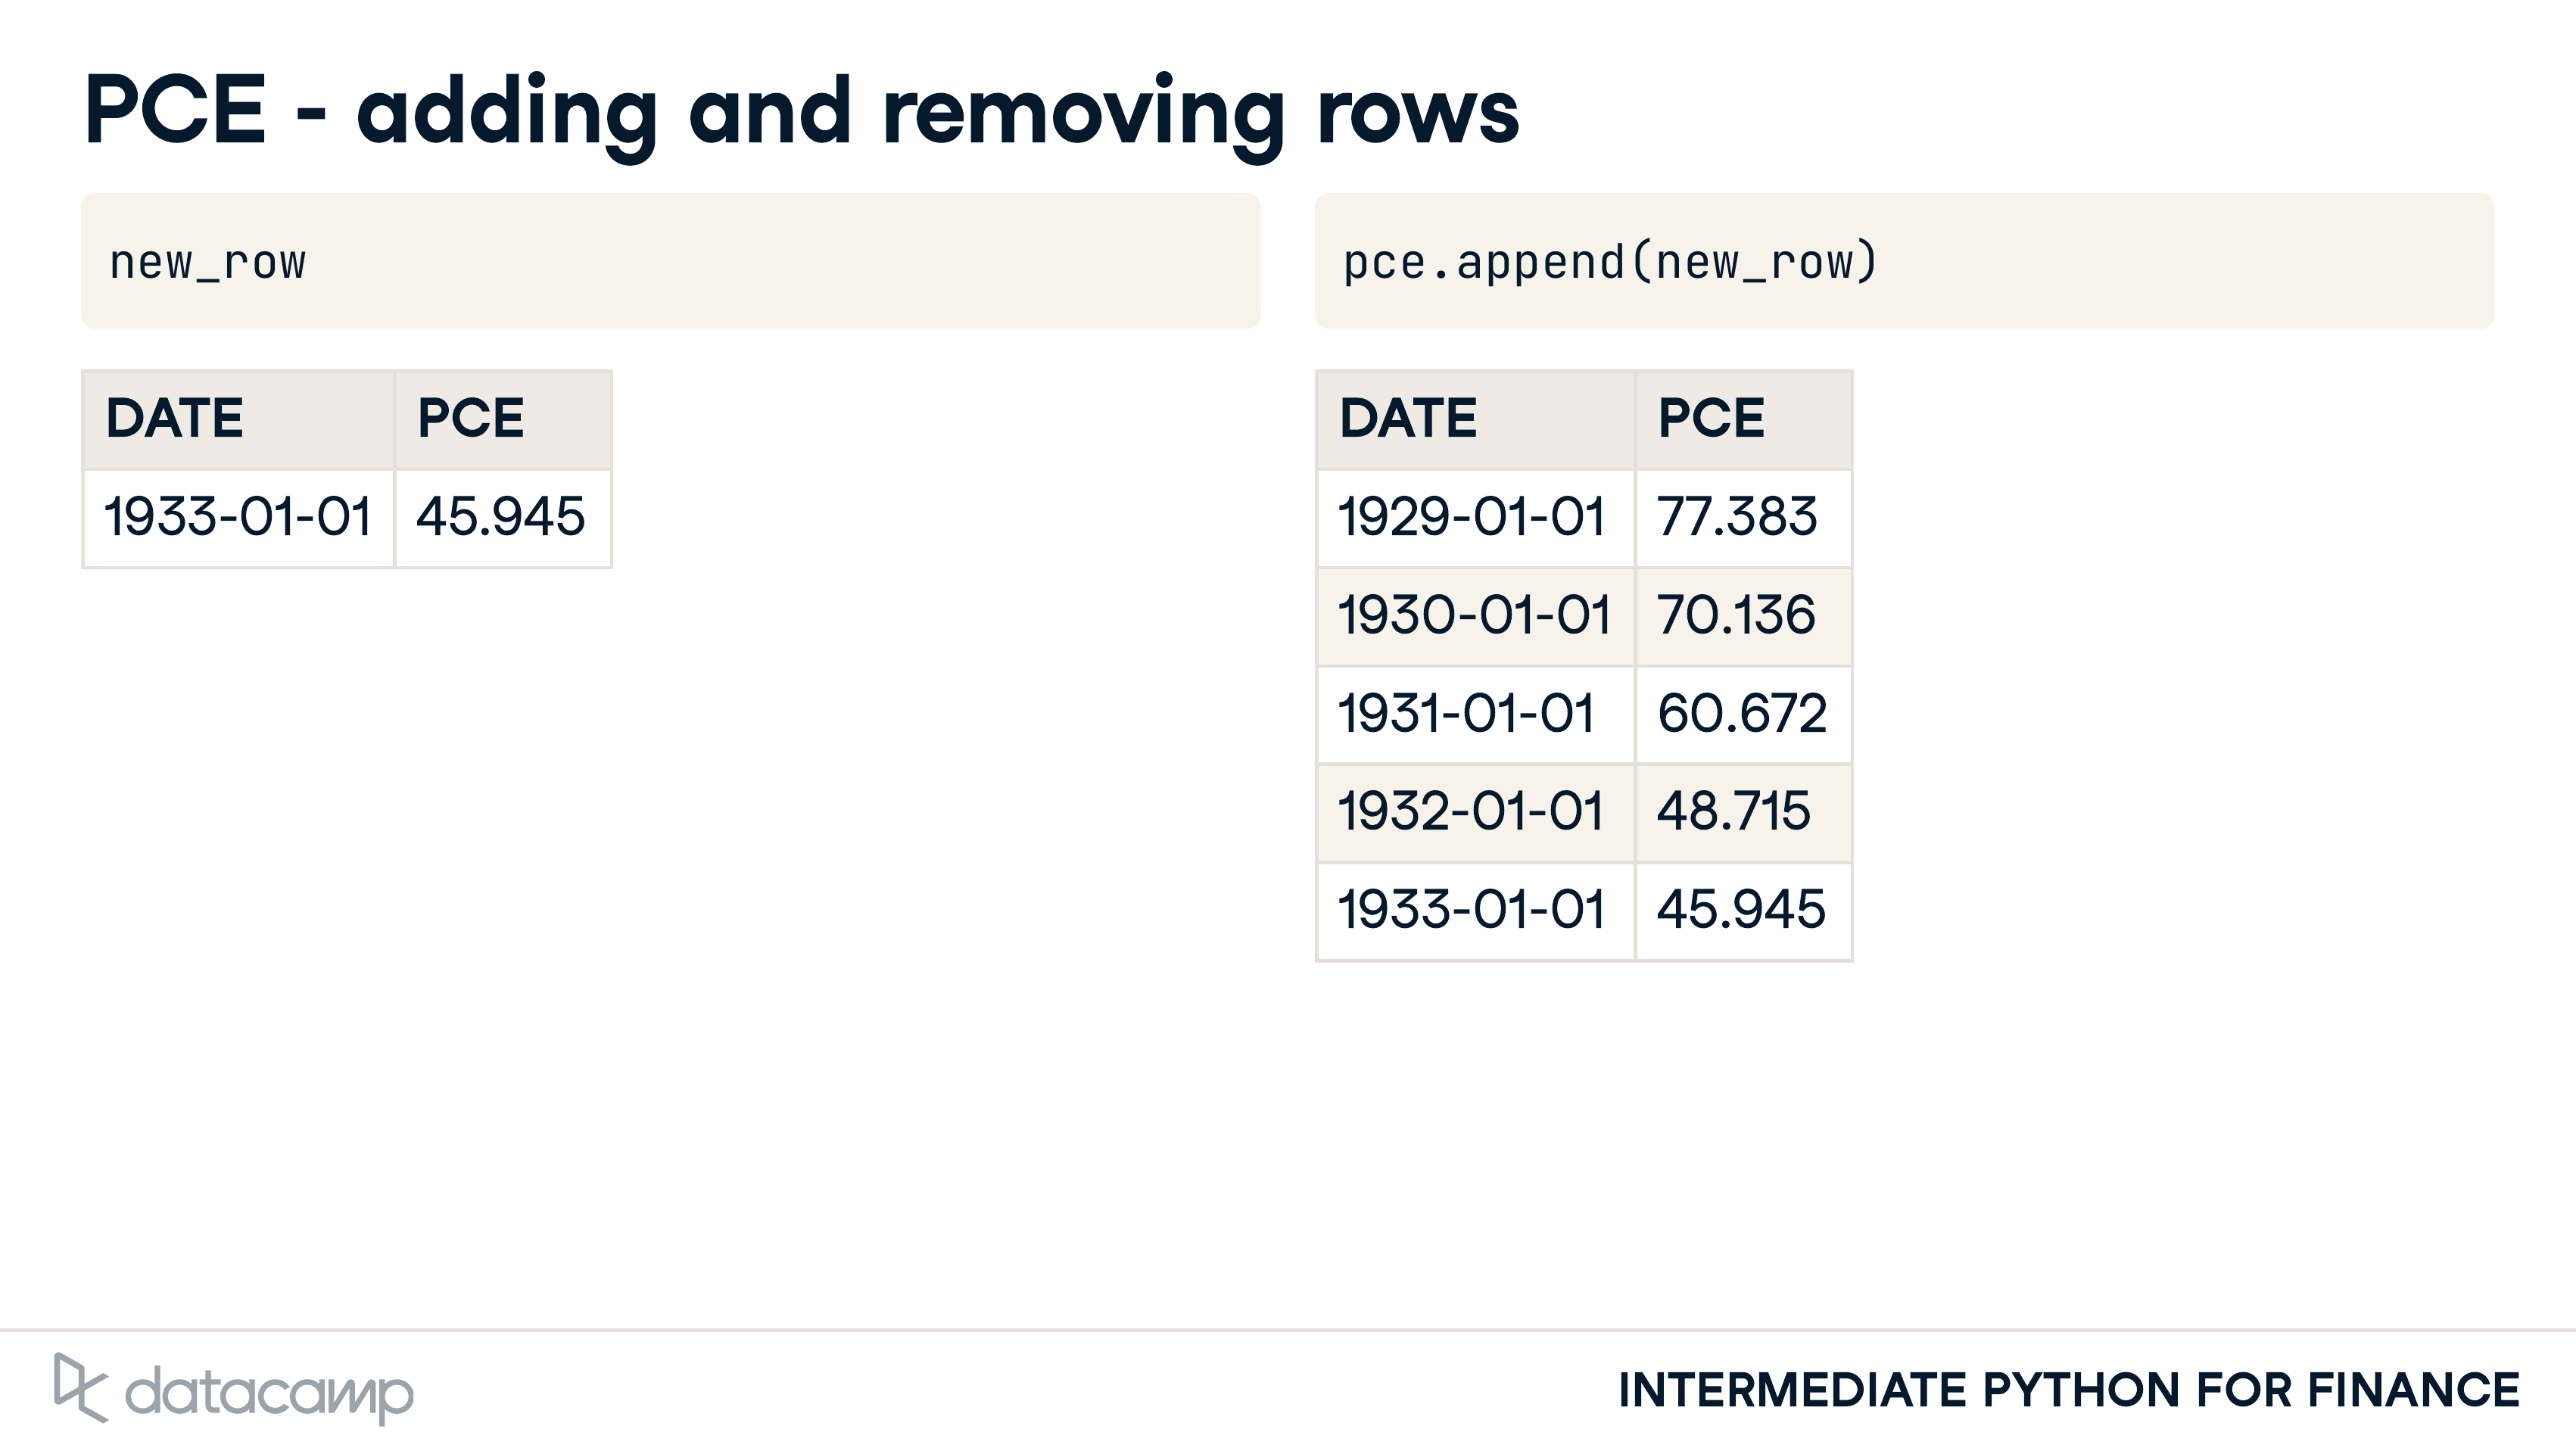 PCE - adding and removing rows
new_row
DATE PCE
1933-01-01 45.945
pce.append(new_row)
DATE PCE
1929-01-01 77.383
1930-01-01 70.136
1931-01-01 60.672
1932-01-01 48.715
1933-01-01 45.945
datacamp
INTERMEDIATE PYTHON FOR FINANCE